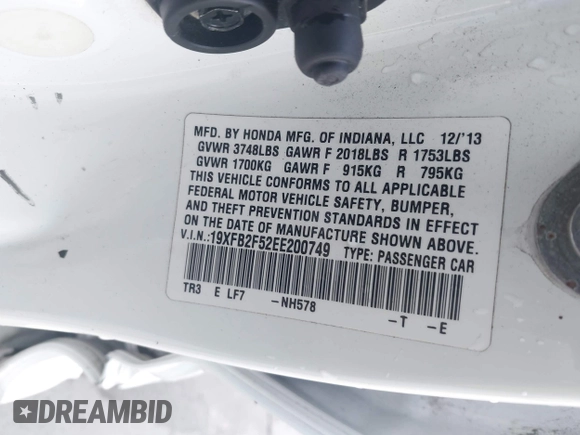 MFD. BY HONDA MFG. OF INDIANA, LLC 12/'13
GVWR 3748LBS GAWR F 2018LBS R 1753LBS
GVWR 1700KG GAWR F 915KG R 795KG
THIS VEHICLE CONFORMS TO ALL APPLICABLE
FEDERAL MOTOR VEHICLE SAFETY, BUMPER,
AND THEFT PREVENTION STANDARDS IN EFFECT
ON THE DATE OF MANUFACTURE SHOWN ABOVE.
V.I.N.:19XFB2F52EE200749 TYPE: PASSENGER CAR
TR3 E LF7 -NH578 -T -E
DREAMBID